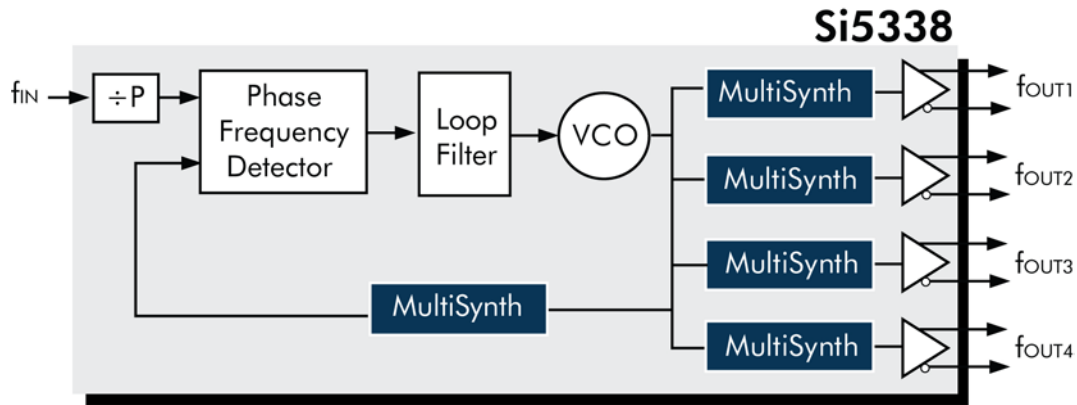 Si5338
fIN
÷P
Phase
Frequency
Detector
Loop
Filter
VCO
MultiSynth
fOUT1
MultiSynth
fOUT2
MultiSynth
fOUT3
MultiSynth
MultiSynth
fOUT4